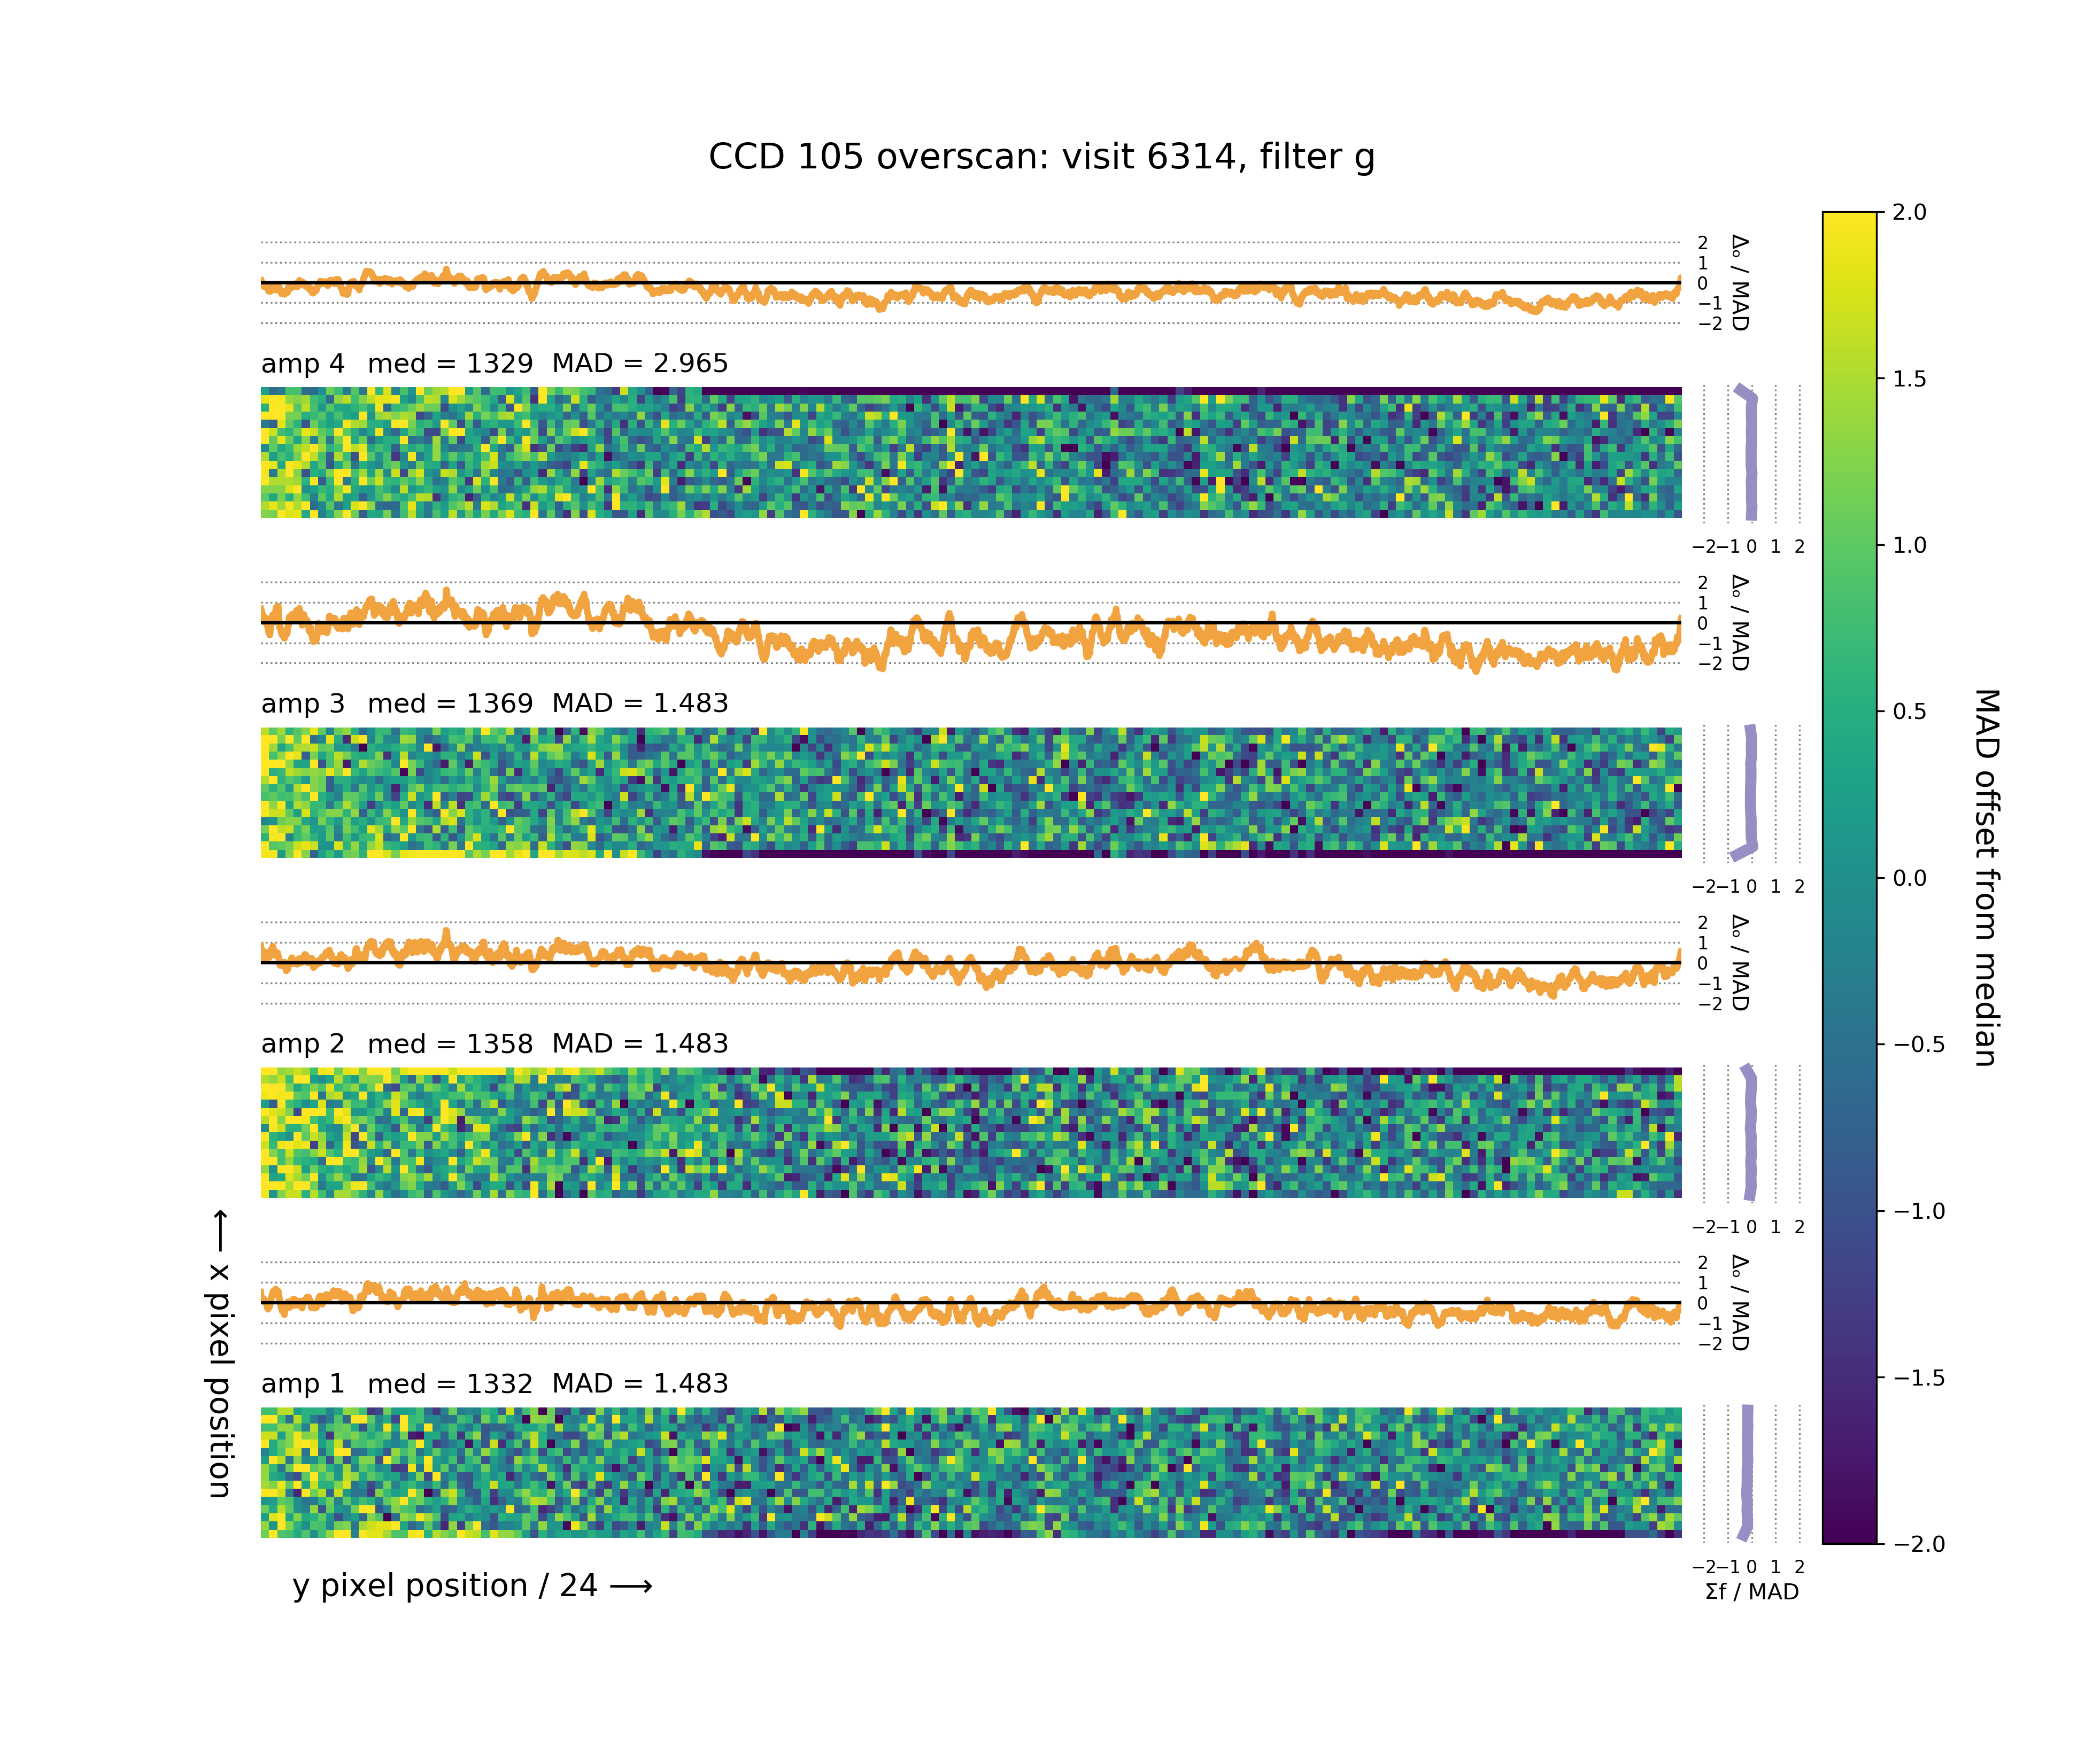 CCD 105 overscan: visit 6314, filter g
2
1
0
−1
−2
Δₒ / MAD
amp 4 med = 1329 MAD = 2.965
−2 −1 0 1 2
2
1
0
−1
−2
Δₒ / MAD
amp 3 med = 1369 MAD = 1.483
−2 −1 0 1 2
2
1
0
−1
−2
Δₒ / MAD
amp 2 med = 1358 MAD = 1.483
−2 −1 0 1 2
2
1
0
−1
−2
Δₒ / MAD
amp 1 med = 1332 MAD = 1.483
−2 −1 0 1 2
Σf / MAD
⟵ x pixel position
y pixel position / 24 ⟶
2.0
1.5
1.0
0.5
0.0
−0.5
−1.0
−1.5
−2.0
MAD offset from median